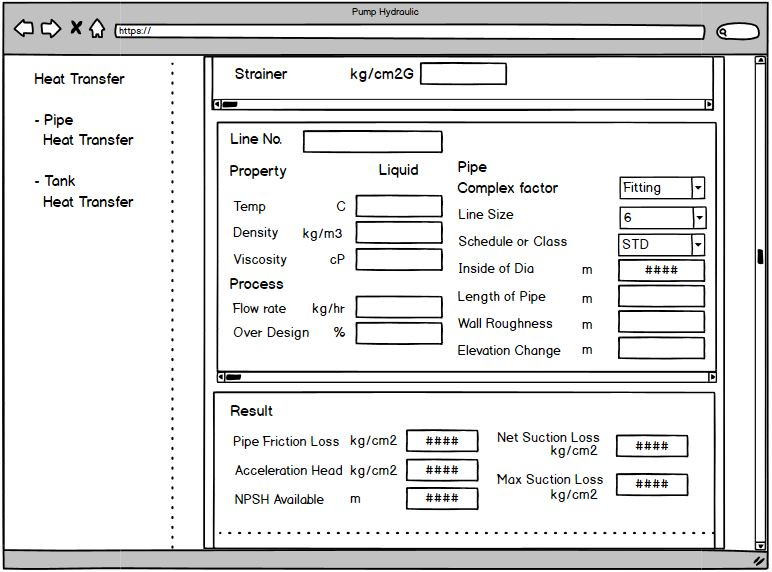 Pump Hydraulic
https://
Heat Transfer
- Pipe
Heat Transfer
- Tank
Heat Transfer
Strainer kg/cm2G
Line No.
Property Liquid
Temp C
Density kg/m3
Viscosity cP
Process
Flow rate kg/hr
Over Design %
Pipe
Complex factor Fitting
Line Size 6
Schedule or Class STD
Inside of Dia m ####
Length of Pipe m
Wall Roughness m
Elevation Change m
Result
Pipe Friction Loss kg/cm2 ####
Acceleration Head kg/cm2 ####
NPSH Available m ####
Net Suction Loss
kg/cm2 ####
Max Suction Loss
kg/cm2 ####